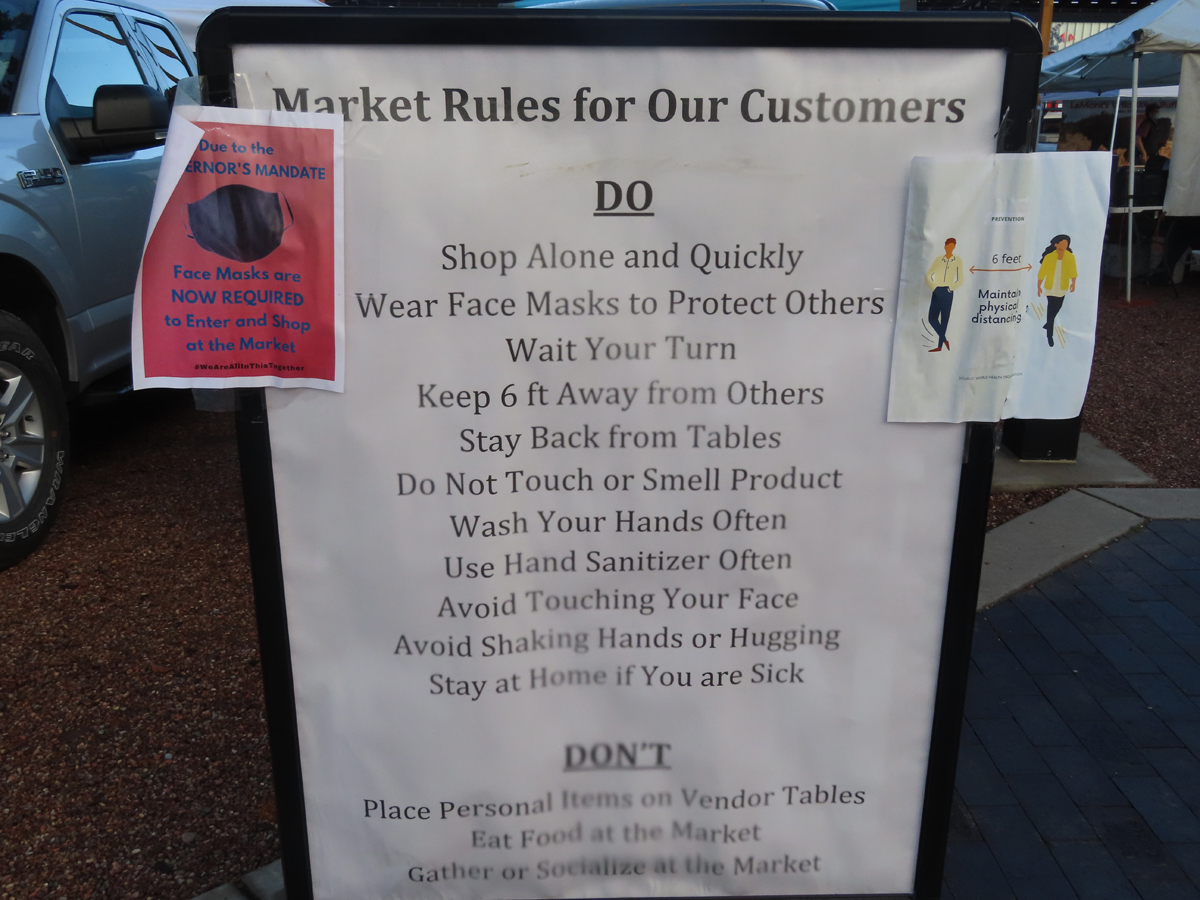 Market Rules for Our Customers
DO
Shop Alone and Quickly
Wear Face Masks to Protect Others
Wait Your Turn
Keep 6 ft Away from Others
Stay Back from Tables
Do Not Touch or Smell Product
Wash Your Hands Often
Use Hand Sanitizer Often
Avoid Touching Your Face
Avoid Shaking Hands or Hugging
Stay at Home if You are Sick
DON'T
Place Personal Items on Vendor Tables
Eat Food at the Market
Gather or Socialize at the Market
Due to the
ERNOR'S MANDATE
Face Masks are
NOW REQUIRED
to Enter and Shop
at the Market
#WeAreAllInThisTogether
PREVENTION
6 feet
Maintain
physical
distancing
WRANGLER